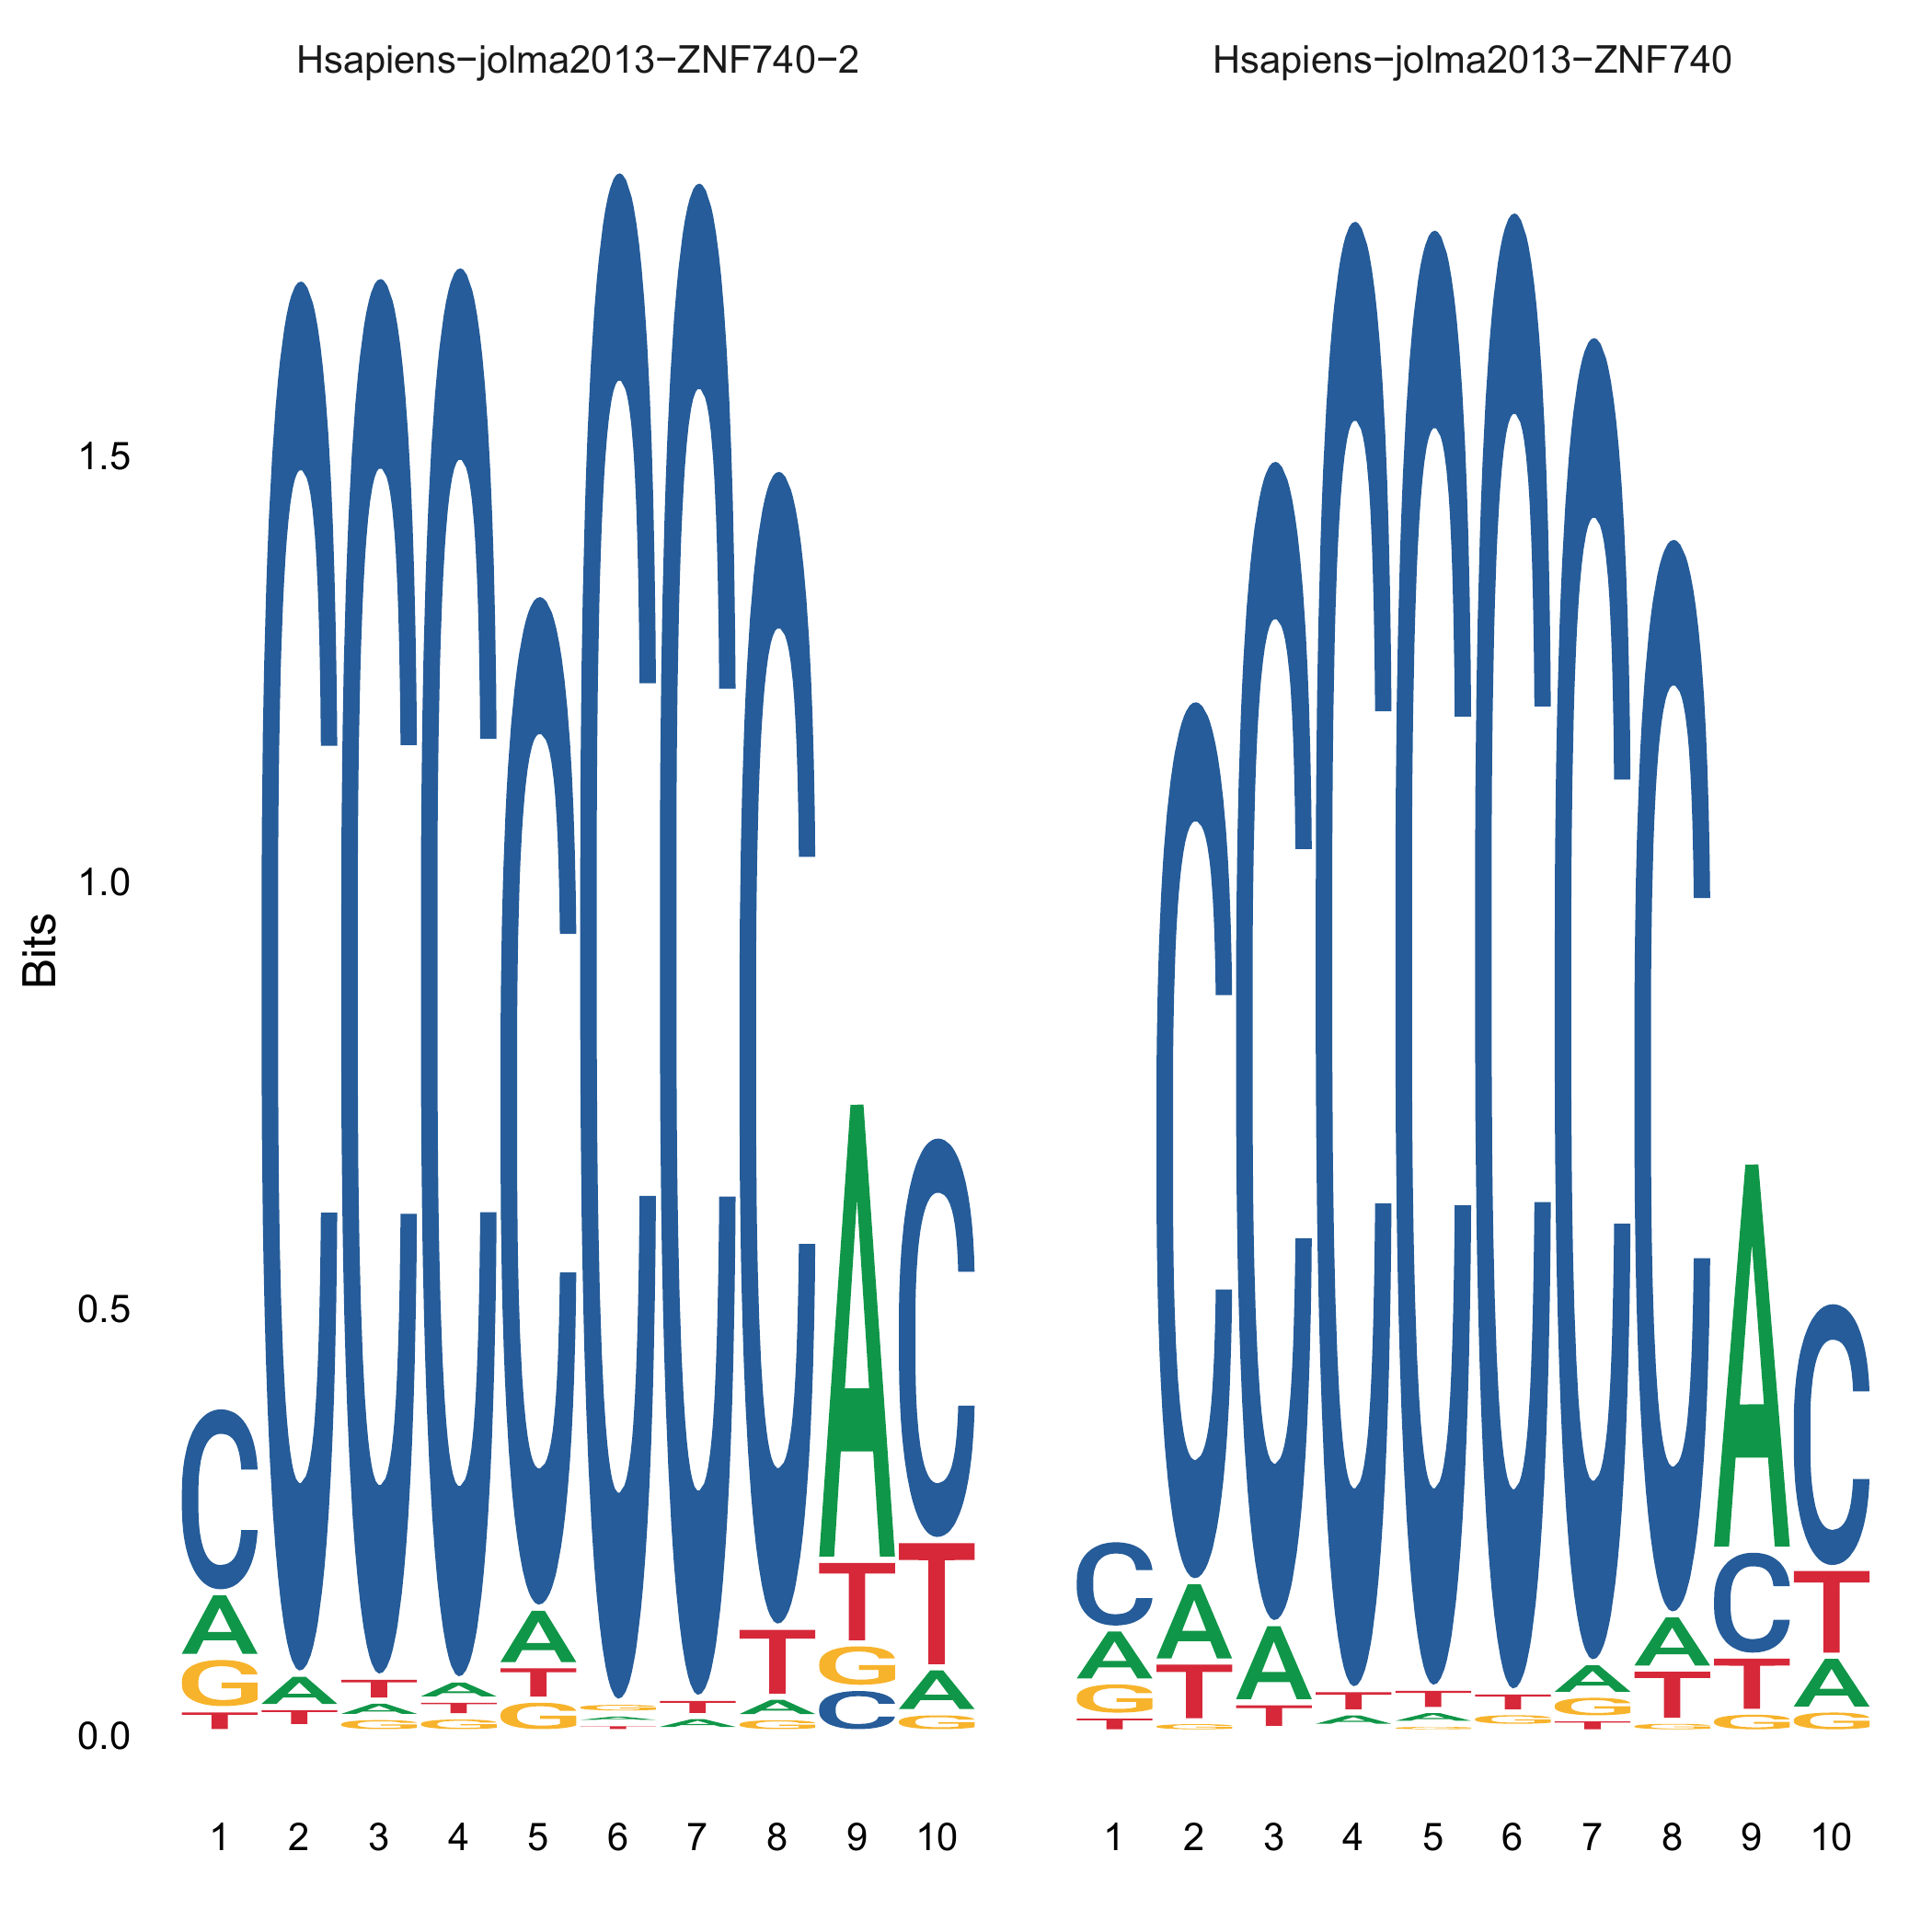 Hsapiens−jolma2013−ZNF740−2 Hsapiens−jolma2013−ZNF740
Bits
1.5
1.0
0.5
0.0
C C C C C C C C A C
A A T A A G T T T T
G T A T T A A A G A
T G G G T G C G
C C C C C C C C A C
A A A T T T A A C T
G T T A A G G T T A
T G G T G G G
1 2 3 4 5 6 7 8 9 10 1 2 3 4 5 6 7 8 9 10